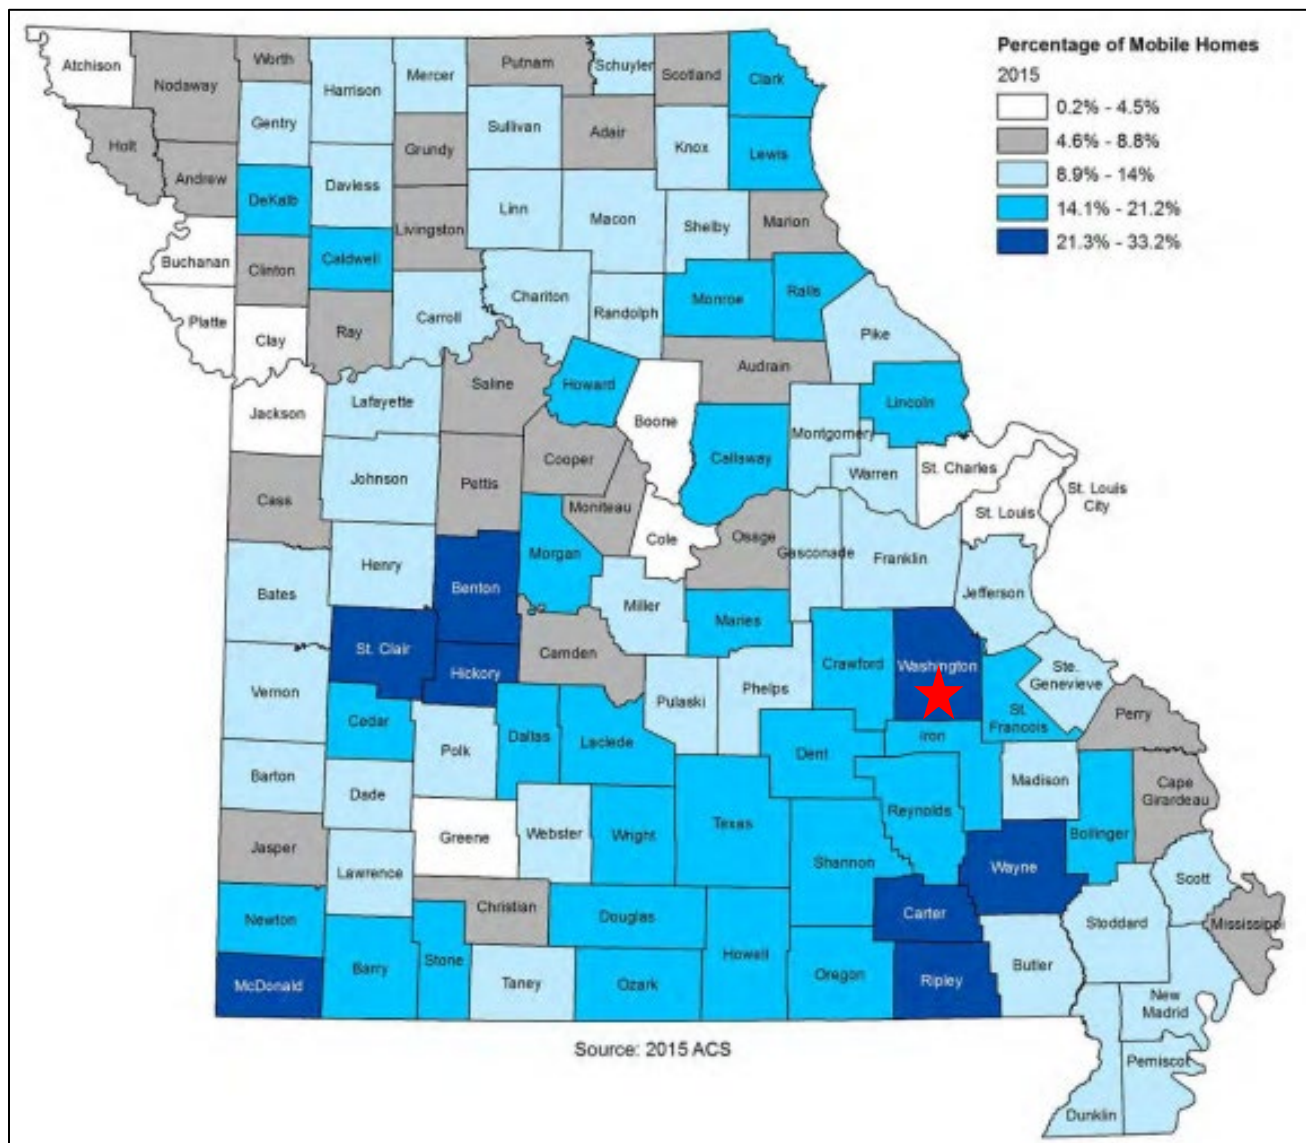 Percentage of Mobile Homes
2015
0.2% - 4.5%
4.6% - 8.8%
8.9% - 14%
14.1% - 21.2%
21.3% - 33.2%
Atchison
Nodaway
Worth
Harrison
Mercer
Putnam
Schuyler
Scotland
Clark
Holt
Gentry
Sullivan
Adair
Knox
Lewis
Andrew
DeKalb
Davless
Grundy
Linn
Macon
Shelby
Marion
Livingston
Buchanan
Clinton
Caldwell
Chariton
Randolph
Monroe
Ralls
Platte
Clay
Ray
Carroll
Pike
Audrain
Jackson
Lafayette
Saline
Howard
Boone
Lincoln
Callaway
Montgomery
Warren
St. Charles
St. Louis
City
St. Louis
Cass
Johnson
Pettis
Cooper
Moniteau
Cole
Osage
Gasconade
Franklin
Jefferson
Bates
Henry
Benton
Morgan
Miller
Maries
St. Clair
Hickory
Camden
Crawford
Washington
Ste.
Genevieve
Vernon
Pulaski
Phelps
St.
Francois
Perry
Cedar
Polk
Dallas
Laclede
Dent
Iron
Barton
Dade
Madison
Cape
Girardeau
Reynolds
Bollinger
Jasper
Greene
Webster
Wright
Texas
Shannon
Wayne
Lawrence
Scott
Newton
Christian
Douglas
Carter
Stoddard
Mississippi
McDonald
Barry
Stone
Taney
Ozark
Howell
Oregon
Ripley
Butler
New
Madrid
Pemiscot
Dunklin
Source: 2015 ACS